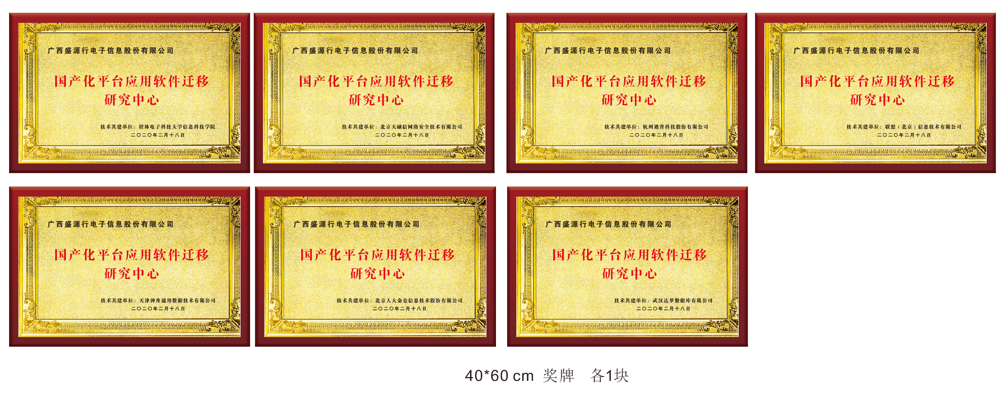 广西盛源行电子信息股份有限公司
国产化平台应用软件迁移
研究中心
技术共建单位：桂林电子科技大学信息科技学院
二〇二〇年二月十八日
广西盛源行电子信息股份有限公司
国产化平台应用软件迁移
研究中心
技术共建单位：北京天融信网络安全技术有限公司
二〇二〇年二月十八日
广西盛源行电子信息股份有限公司
国产化平台应用软件迁移
研究中心
技术共建单位：杭州迪普科技股份有限公司
二〇二〇年二月十八日
广西盛源行电子信息股份有限公司
国产化平台应用软件迁移
研究中心
技术共建单位：联想（北京）信息技术有限公司
二〇二〇年二月十八日
广西盛源行电子信息股份有限公司
国产化平台应用软件迁移
研究中心
技术共建单位：天津神舟通用数据技术有限公司
二〇二〇年二月十八日
广西盛源行电子信息股份有限公司
国产化平台应用软件迁移
研究中心
技术共建单位：北京人大金仓信息技术股份有限公司
二〇二〇年二月十八日
广西盛源行电子信息股份有限公司
国产化平台应用软件迁移
研究中心
技术共建单位：武汉达梦数据库有限公司
二〇二〇年二月十八日
40*60 cm 奖牌 各1块